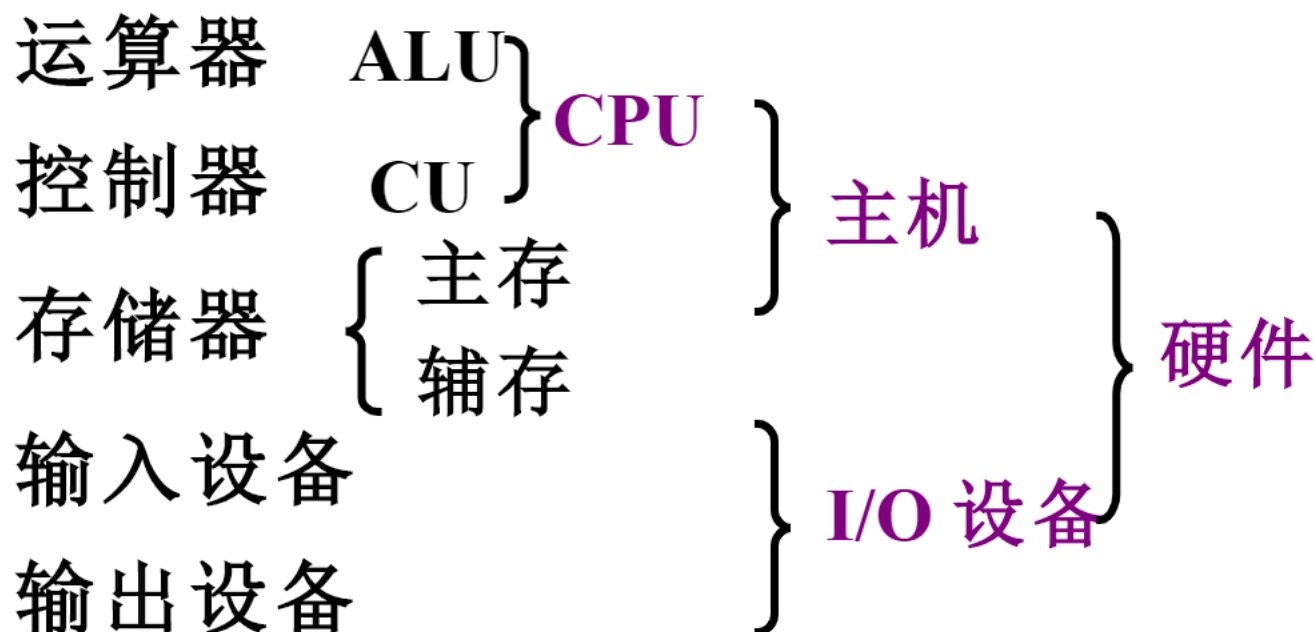 运算器 ALU
CPU
控制器 CU
主机
主存
存储器
硬件
辅存
输入设备
I/O 设备
输出设备